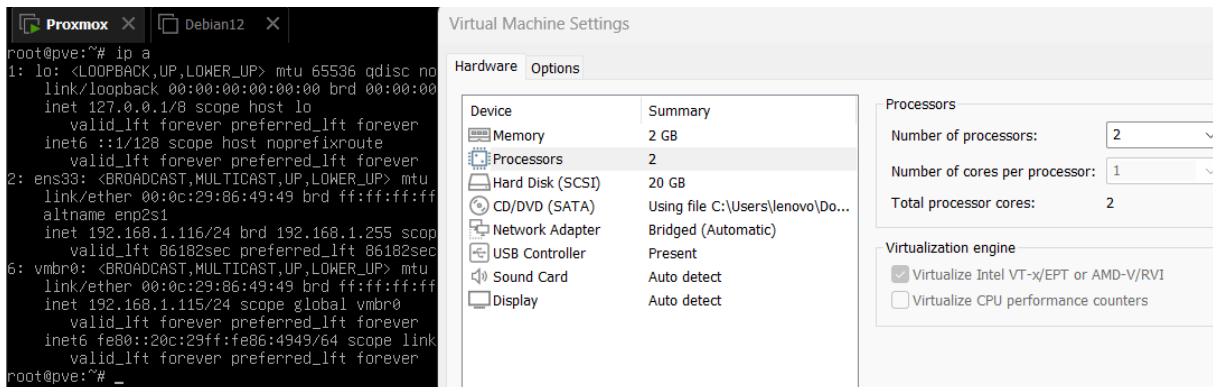 Proxmox
Debian12
root@pve:~# ip a
1: lo: <LOOPBACK,UP,LOWER_UP> mtu 65536 qdisc no
link/loopback 00:00:00:00:00:00 brd 00:00:00
inet 127.0.0.1/8 scope host lo
valid_lft forever preferred_lft forever
inet6 ::1/128 scope host noprefixroute
valid_lft forever preferred_lft forever
2: ens33: <BROADCAST,MULTICAST,UP,LOWER_UP> mtu
link/ether 00:0c:29:86:49:49 brd ff:ff:ff:ff
altname enp2s1
inet 192.168.1.116/24 brd 192.168.1.255 scop
valid_lft 86182sec preferred_lft 86182sec
6: vmbr0: <BROADCAST,MULTICAST,UP,LOWER_UP> mtu
link/ether 00:0c:29:86:49:49 brd ff:ff:ff:ff
inet 192.168.1.115/24 scope global vmbr0
valid_lft forever preferred_lft forever
inet6 fe80::20c:29ff:fe86:4949/64 scope link
valid_lft forever preferred_lft forever
root@pve:~# _
Virtual Machine Settings
Hardware Options
Device Summary
Memory 2 GB
Processors 2
Hard Disk (SCSI) 20 GB
CD/DVD (SATA) Using file C:\Users\lenovo\Do...
Network Adapter Bridged (Automatic)
USB Controller Present
Sound Card Auto detect
Display Auto detect
Processors
Number of processors: 2
Number of cores per processor: 1
Total processor cores: 2
Virtualization engine
Virtualize Intel VT-x/EPT or AMD-V/RVI
Virtualize CPU performance counters